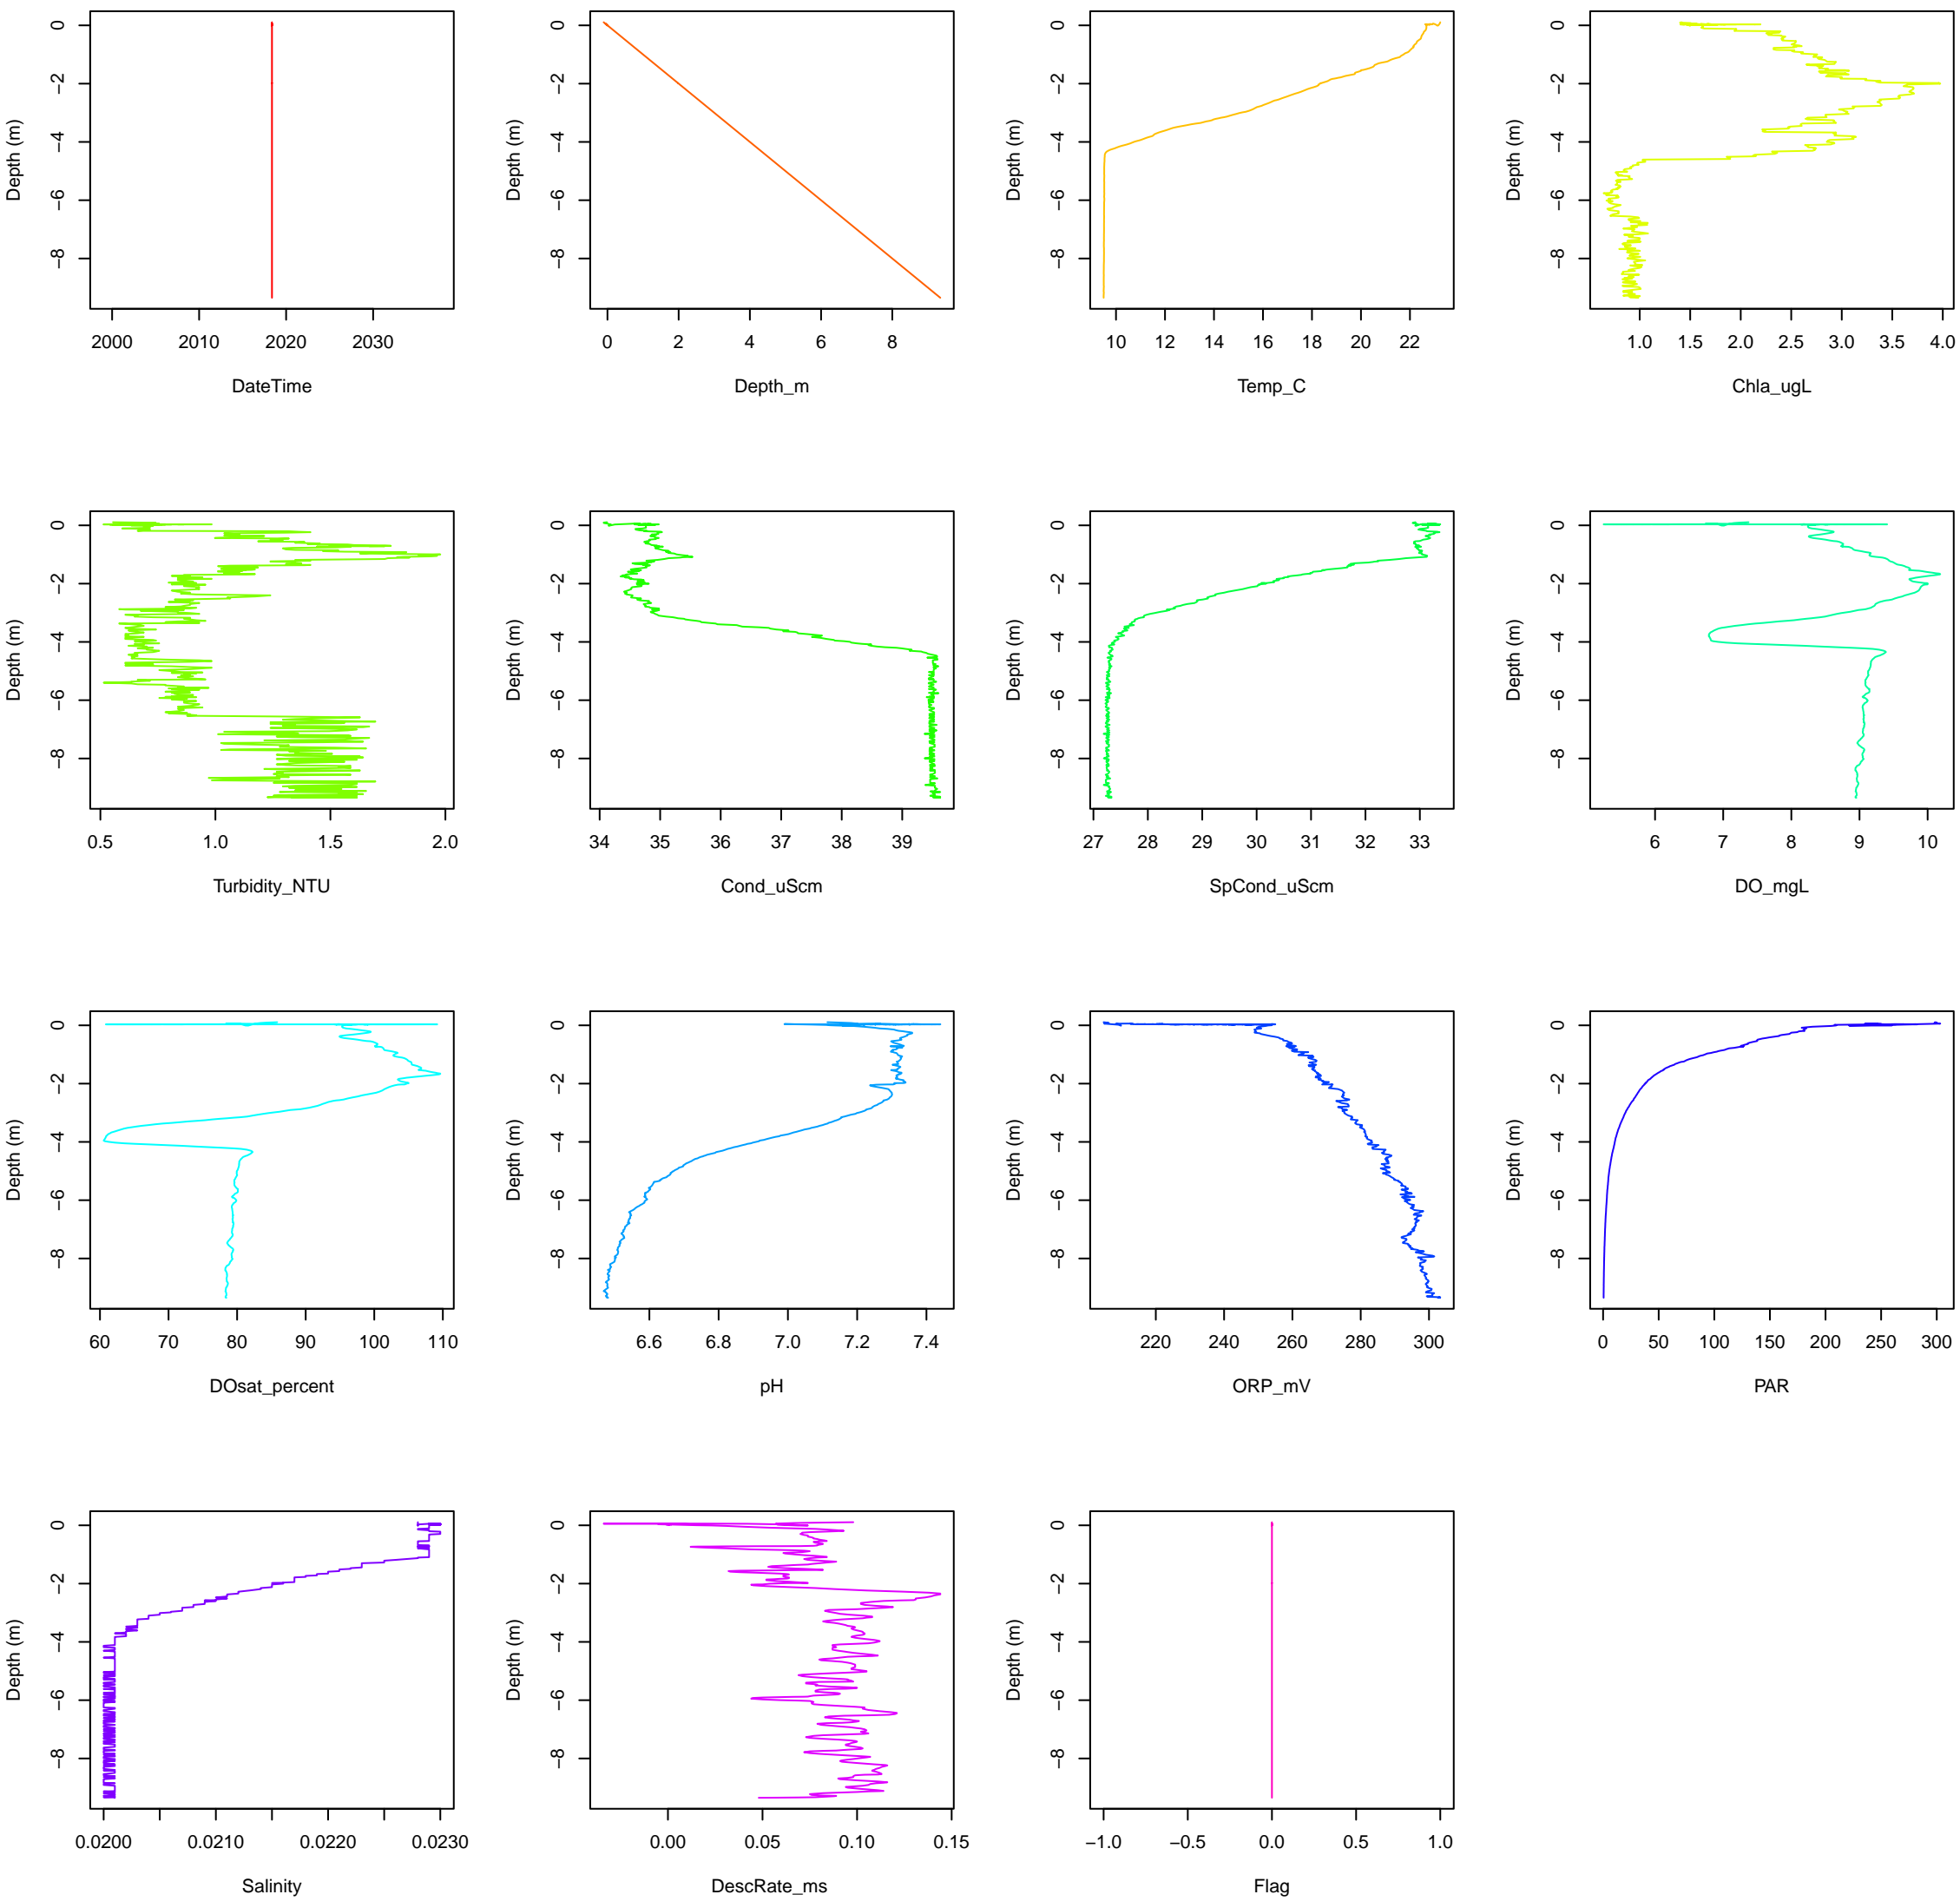 0
−2
−4
−6
−8
Depth (m)
2000 2010 2020 2030
DateTime
0
−2
−4
−6
−8
Depth (m)
0 2 4 6 8
Depth_m
0
−2
−4
−6
−8
Depth (m)
10 12 14 16 18 20 22
Temp_C
0
−2
−4
−6
−8
Depth (m)
1.0 1.5 2.0 2.5 3.0 3.5 4.0
Chla_ugL
0
−2
−4
−6
−8
Depth (m)
0.5 1.0 1.5 2.0
Turbidity_NTU
0
−2
−4
−6
−8
Depth (m)
34 35 36 37 38 39
Cond_uScm
0
−2
−4
−6
−8
Depth (m)
27 28 29 30 31 32 33
SpCond_uScm
0
−2
−4
−6
−8
Depth (m)
6 7 8 9 10
DO_mgL
0
−2
−4
−6
−8
Depth (m)
60 70 80 90 100 110
DOsat_percent
0
−2
−4
−6
−8
Depth (m)
6.6 6.8 7.0 7.2 7.4
pH
0
−2
−4
−6
−8
Depth (m)
220 240 260 280 300
ORP_mV
0
−2
−4
−6
−8
Depth (m)
0 50 100 150 200 250 300
PAR
0
−2
−4
−6
−8
Depth (m)
0.0200 0.0210 0.0220 0.0230
Salinity
0
−2
−4
−6
−8
Depth (m)
0.00 0.05 0.10 0.15
DescRate_ms
0
−2
−4
−6
−8
Depth (m)
−1.0 −0.5 0.0 0.5 1.0
Flag